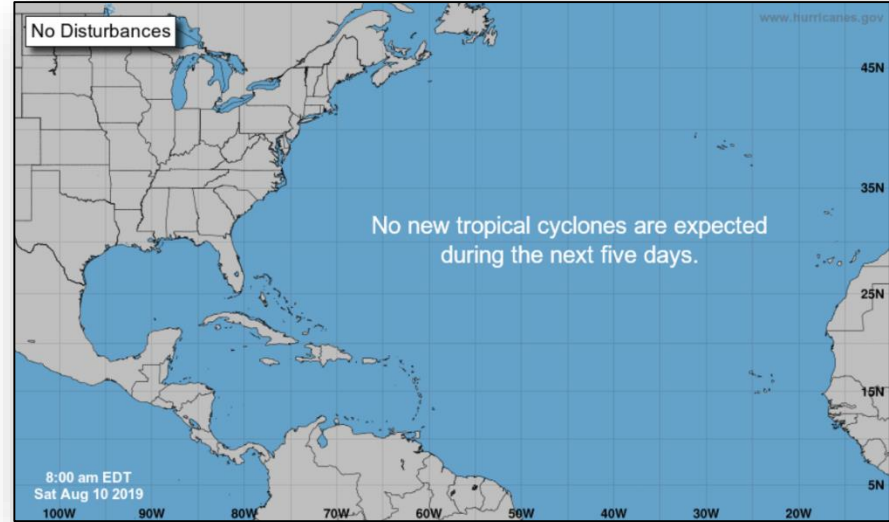 No Disturbances
www.hurricanes.gov
45N
35N
No new tropical cyclones are expected
during the next five days.
25N
15N
8:00 am EDT
Sat Aug 10 2019
5N
100W 90W 80W 70W 60W 50W 40W 30W 20W